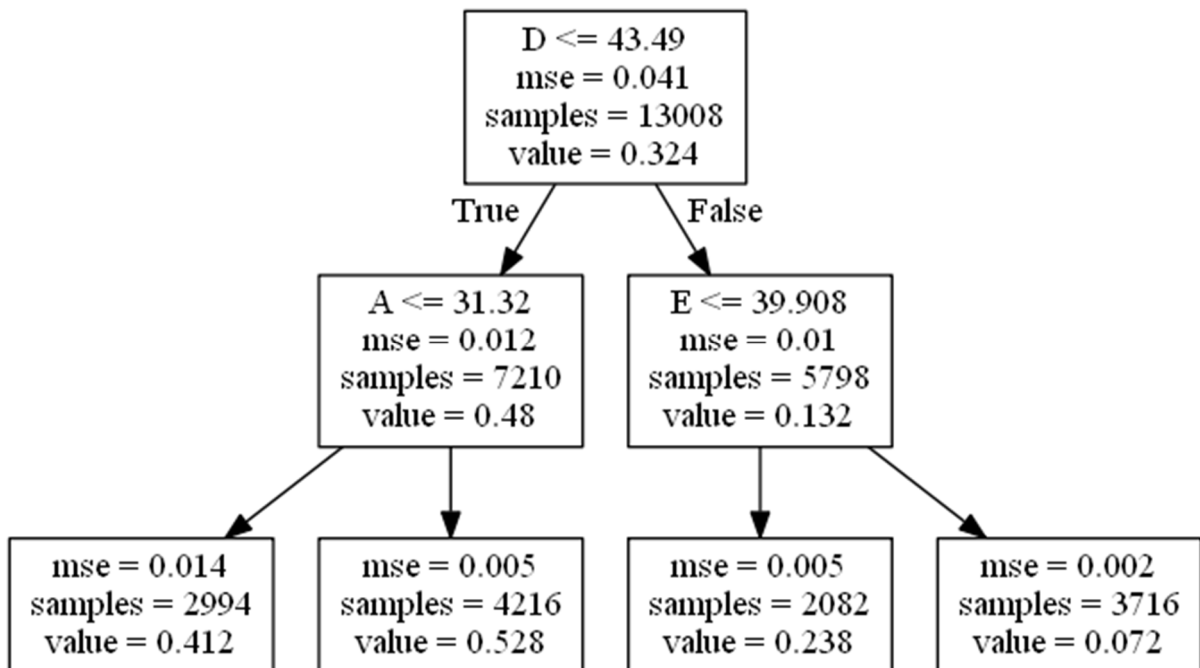 D <= 43.49
mse = 0.041
samples = 13008
value = 0.324
True
False
A <= 31.32
mse = 0.012
samples = 7210
value = 0.48
E <= 39.908
mse = 0.01
samples = 5798
value = 0.132
mse = 0.014
samples = 2994
value = 0.412
mse = 0.005
samples = 4216
value = 0.528
mse = 0.005
samples = 2082
value = 0.238
mse = 0.002
samples = 3716
value = 0.072